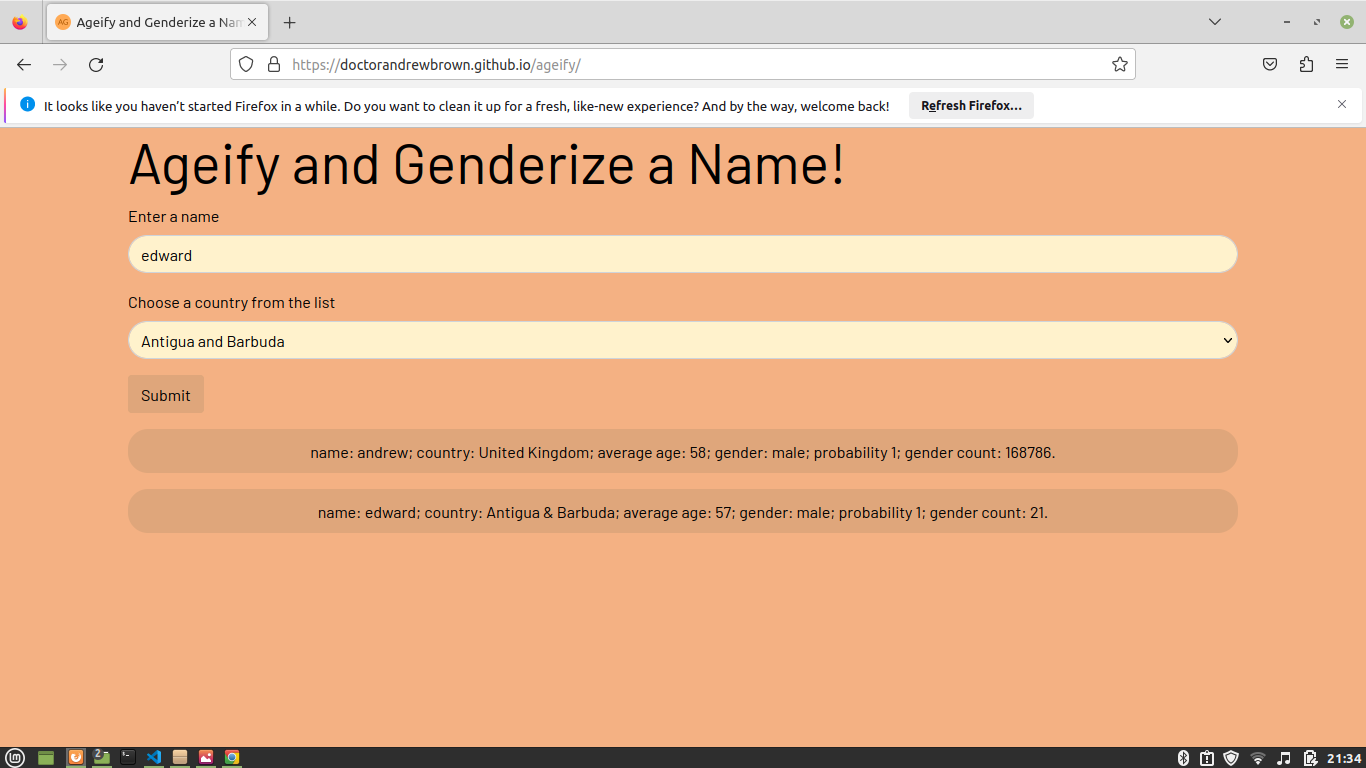 AG Ageify and Genderize a Nam
https://doctorandrewbrown.github.io/ageify/
It looks like you haven’t started Firefox in a while. Do you want to clean it up for a fresh, like-new experience? And by the way, welcome back! Refresh Firefox…
Ageify and Genderize a Name!
Enter a name
edward
Choose a country from the list
Antigua and Barbuda
Submit
name: andrew; country: United Kingdom; average age: 58; gender: male; probability 1; gender count: 168786.
name: edward; country: Antigua & Barbuda; average age: 57; gender: male; probability 1; gender count: 21.
2 21:34